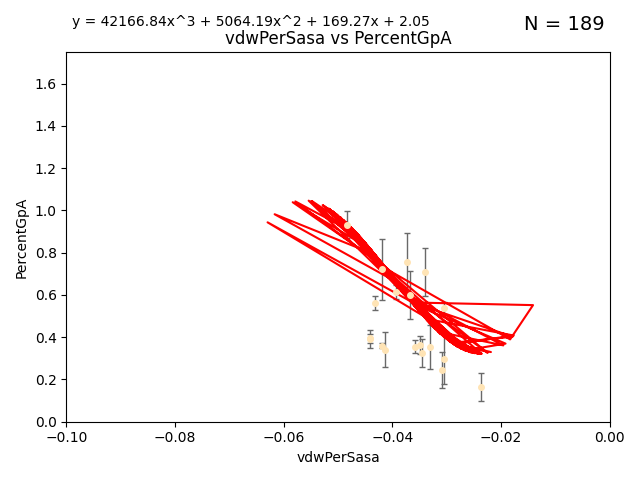 y = 42166.84x^3 + 5064.19x^2 + 169.27x + 2.05
N = 189
vdwPerSasa vs PercentGpA
1.6
1.4
1.2
1.0
0.8
0.6
0.4
0.2
0.0
PercentGpA
−0.10 −0.08 −0.06 −0.04 −0.02 0.00
vdwPerSasa